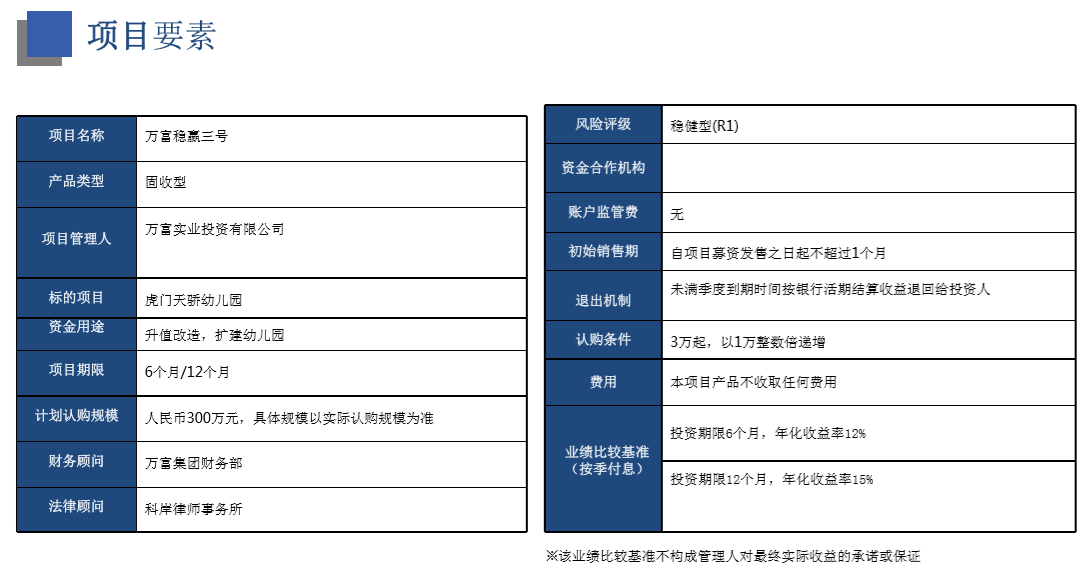 项目要素
项目名称 万富稳赢三号
产品类型 固收型
项目管理人 万富实业投资有限公司
标的项目 虎门天骄幼儿园
资金用途 升值改造，扩建幼儿园
项目期限 6个月/12个月
计划认购规模 人民币300万元，具体规模以实际认购规模为准
财务顾问 万富集团财务部
法律顾问 科岸律师事务所
风险评级 稳健型(R1)
资金合作机构
账户监管费 无
初始销售期 自项目募资发售之日起不超过1个月
退出机制 未满季度到期时间按银行活期结算收益退回给投资人
认购条件 3万起，以1万整数倍递增
费用 本项目产品不收取任何费用
业绩比较基准
（按季付息）
投资期限6个月，年化收益率12%
投资期限12个月，年化收益率15%
※该业绩比较基准不构成管理人对最终实际收益的承诺或保证